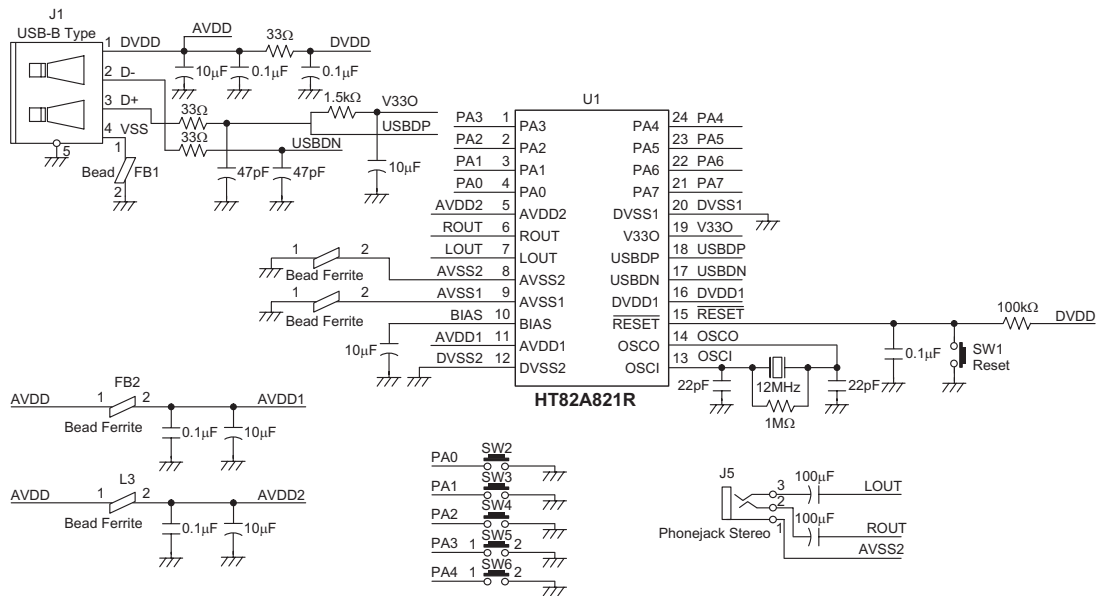 J1
USB-B Type
1 DVDD
2 D-
3 D+
4 VSS
5
AVDD
33Ω
DVDD
10μF
0.1μF
0.1μF
33Ω
33Ω
1.5kΩ
V33O
USBDP
USBDN
47pF
47pF
10μF
1
Bead FB1
2
U1
PA3 1 PA3
PA2 2 PA2
PA1 3 PA1
PA0 4 PA0
AVDD2 5 AVDD2
ROUT 6 ROUT
LOUT 7 LOUT
1 2
Bead Ferrite
AVSS2 8 AVSS2
1 2
Bead Ferrite
AVSS1 9 AVSS1
BIAS 10 BIAS
10μF
AVDD1 11 AVDD1
DVSS2 12 DVSS2
PA4 24 PA4
PA5 23 PA5
PA6 22 PA6
PA7 21 PA7
DVSS1 20 DVSS1
V33O 19 V33O
USBDP 18 USBDP
USBDN 17 USBDN
DVDD1 16 DVDD1
RESET 15 RESET
OSCO 14 OSCO
OSCI 13 OSCI
HT82A821R
22pF
12MHz
22pF
1MΩ
0.1μF
SW1
Reset
100kΩ
DVDD
FB2
AVDD 1 2 AVDD1
Bead Ferrite
0.1μF
10μF
L3
AVDD 1 2 AVDD2
Bead Ferrite
0.1μF
10μF
PA0 SW2
PA1 SW3
PA2 SW4
PA3 1 SW5 2
PA4 1 SW6 2
J5
3
2
1
100μF
LOUT
100μF
ROUT
AVSS2
Phonejack Stereo